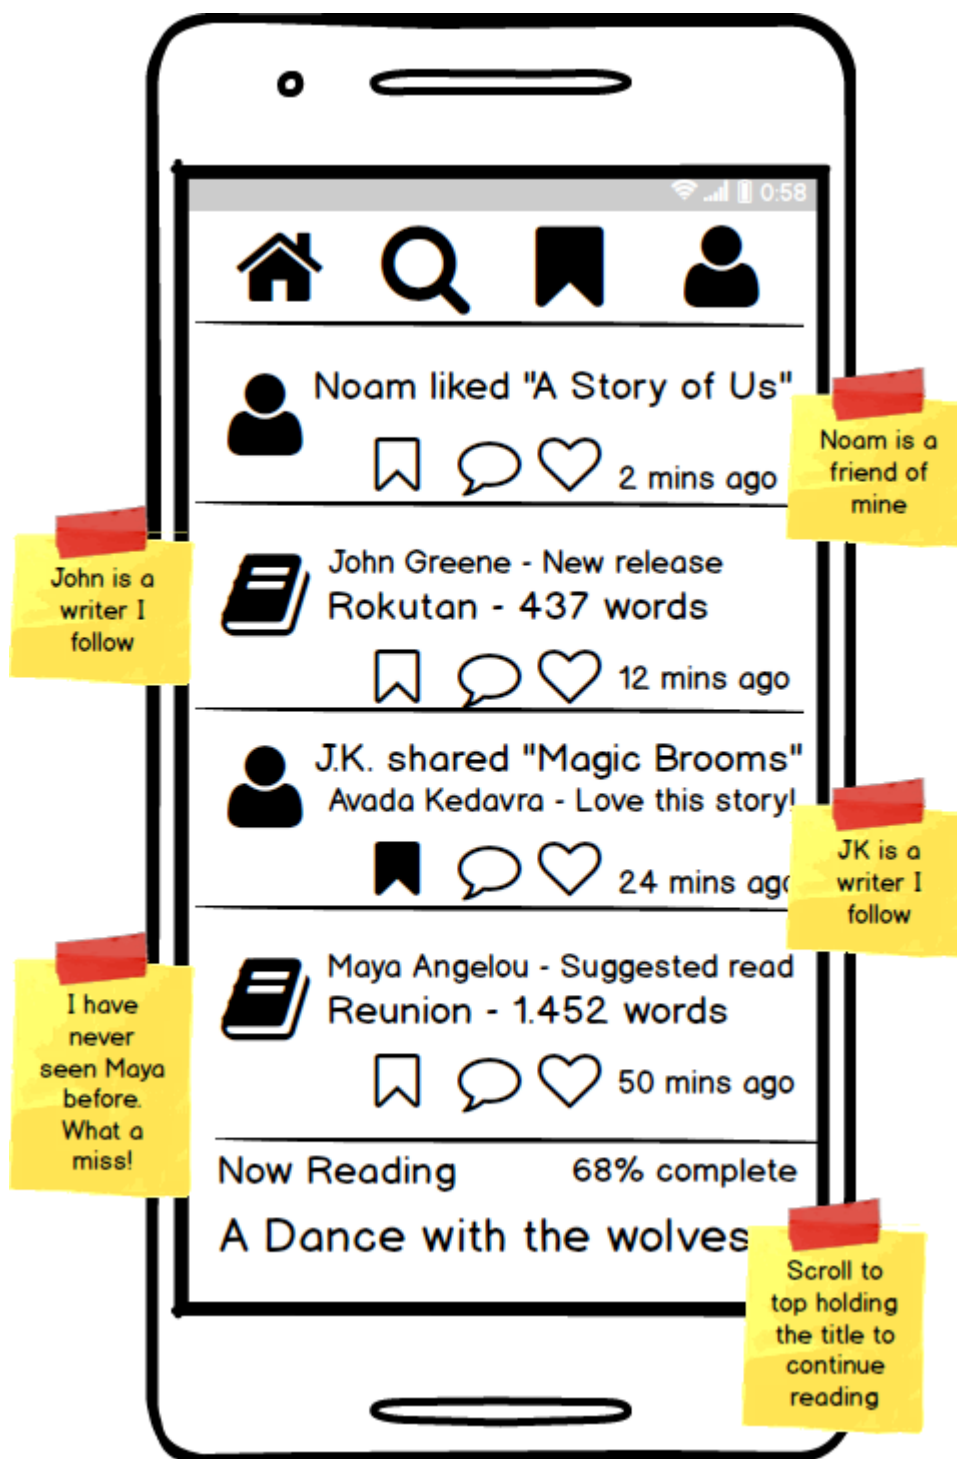 0:58
Noam liked "A Story of Us"
2 mins ago
Noam is a
friend of
mine
John Greene - New release
Rokutan - 437 words
12 mins ago
John is a
writer I
follow
J.K. shared "Magic Brooms"
Avada Kedavra - Love this story!
24 mins ago
JK is a
writer I
follow
Maya Angelou - Suggested read
Reunion - 1.452 words
50 mins ago
I have
never
seen Maya
before.
What a
miss!
Now Reading
68% complete
A Dance with the wolves
Scroll to
top holding
the title to
continue
reading